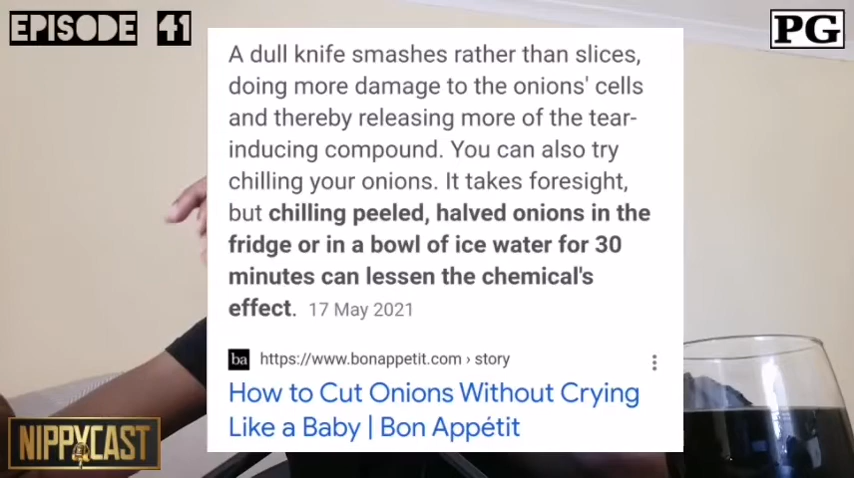 EPISODE 41
PG
A dull knife smashes rather than slices,
doing more damage to the onions' cells
and thereby releasing more of the tear-
inducing compound. You can also try
chilling your onions. It takes foresight,
but chilling peeled, halved onions in the
fridge or in a bowl of ice water for 30
minutes can lessen the chemical's
effect. 17 May 2021
ba https://www.bonappetit.com › story
How to Cut Onions Without Crying
Like a Baby | Bon Appétit
NIPPYCAST